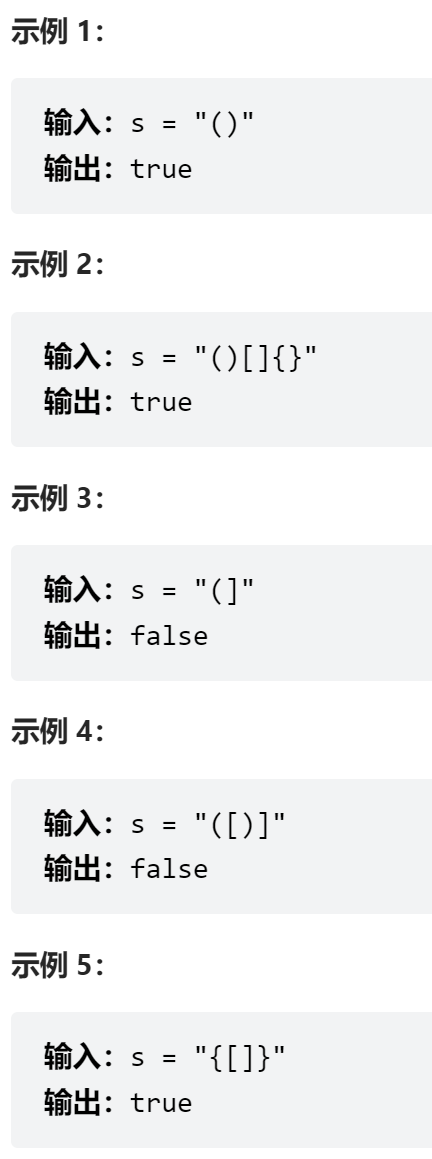 示例 1：
输入：s = "()"
输出：true
示例 2：
输入：s = "()[]{}"
输出：true
示例 3：
输入：s = "(]"
输出：false
示例 4：
输入：s = "([)]"
输出：false
示例 5：
输入：s = "{[]}"
输出：true